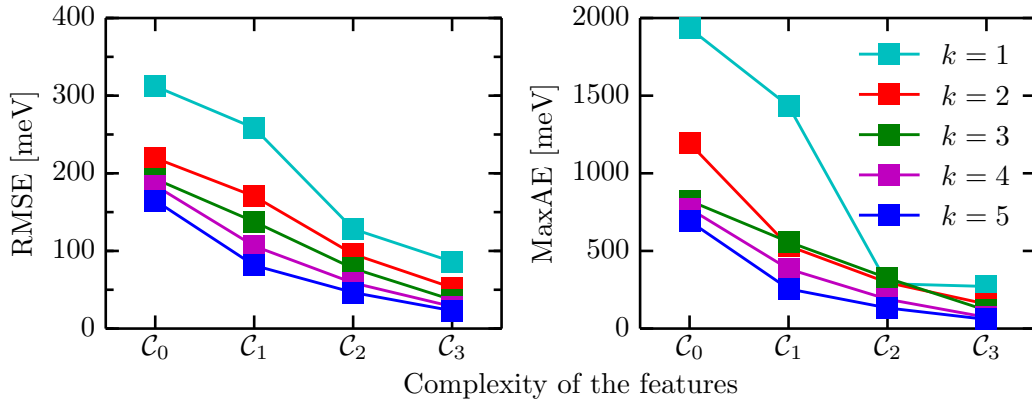 400
300
200
100
0
RMSE [meV]
C₀ C₁ C₂ C₃
2000
1500
1000
500
0
MaxAE [meV]
k = 1
k = 2
k = 3
k = 4
k = 5
C₀ C₁ C₂ C₃
Complexity of the features